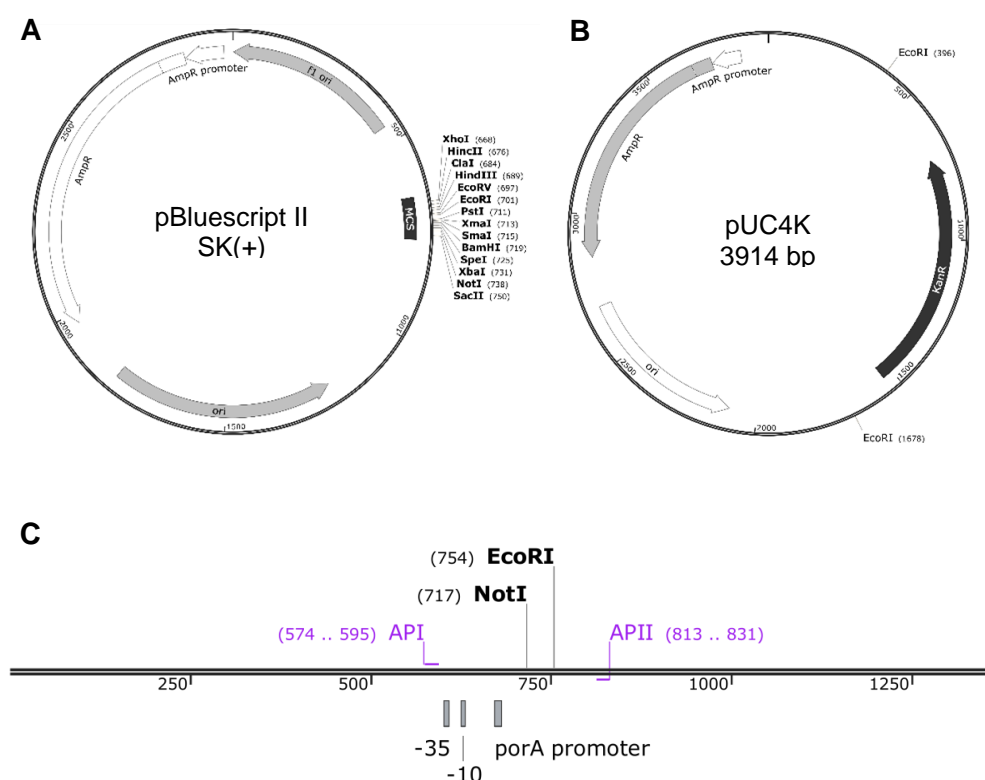 A
AmpR promoter
f1 ori
500
2500
AmpR
pBluescript II
SK(+)
MCS
XhoI (668)
HincII (676)
ClaI (684)
HindIII (689)
EcoRV (697)
EcoRI (701)
PstI (711)
XmaI (713)
SmaI (715)
BamHI (719)
SpeI (725)
XbaI (731)
NotI (738)
SacII (750)
2000
1000
ori
1500
B
EcoRI (396)
AmpR promoter
3500
500
AmpR
pUC4K
3914 bp
3000
1000
KanR
ori
2500
1500
2000
EcoRI (1678)
C
(754) EcoRI
(717) NotI
(574 .. 595) API
APII (813 .. 831)
250 500 750 1000 1250
-35 porA promoter
-10